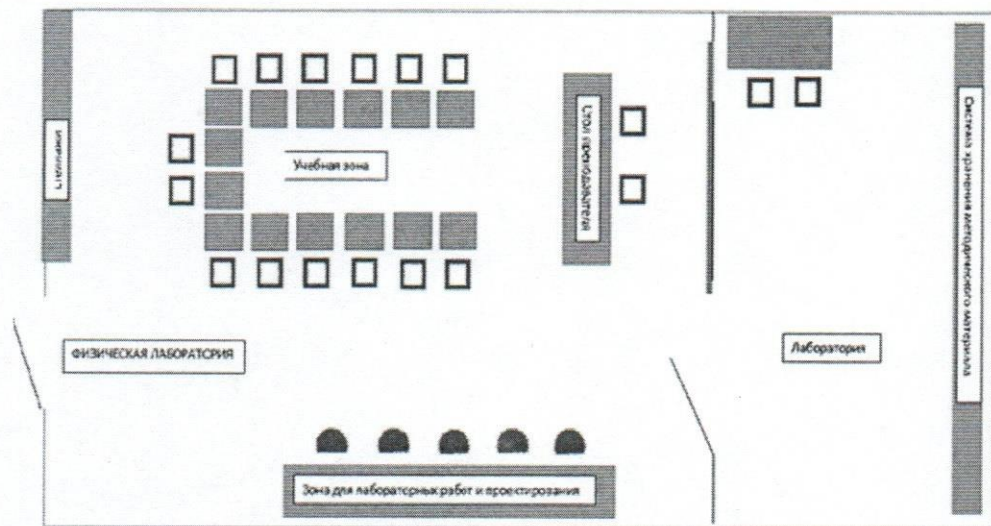 Учебная зона
Стол преподавателя
Система хранения методического материала
ФИЗИЧЕСКАЯ ЛАБОРАТОРИЯ
Лаборатория
Зона для лабораторных работ и проектирования